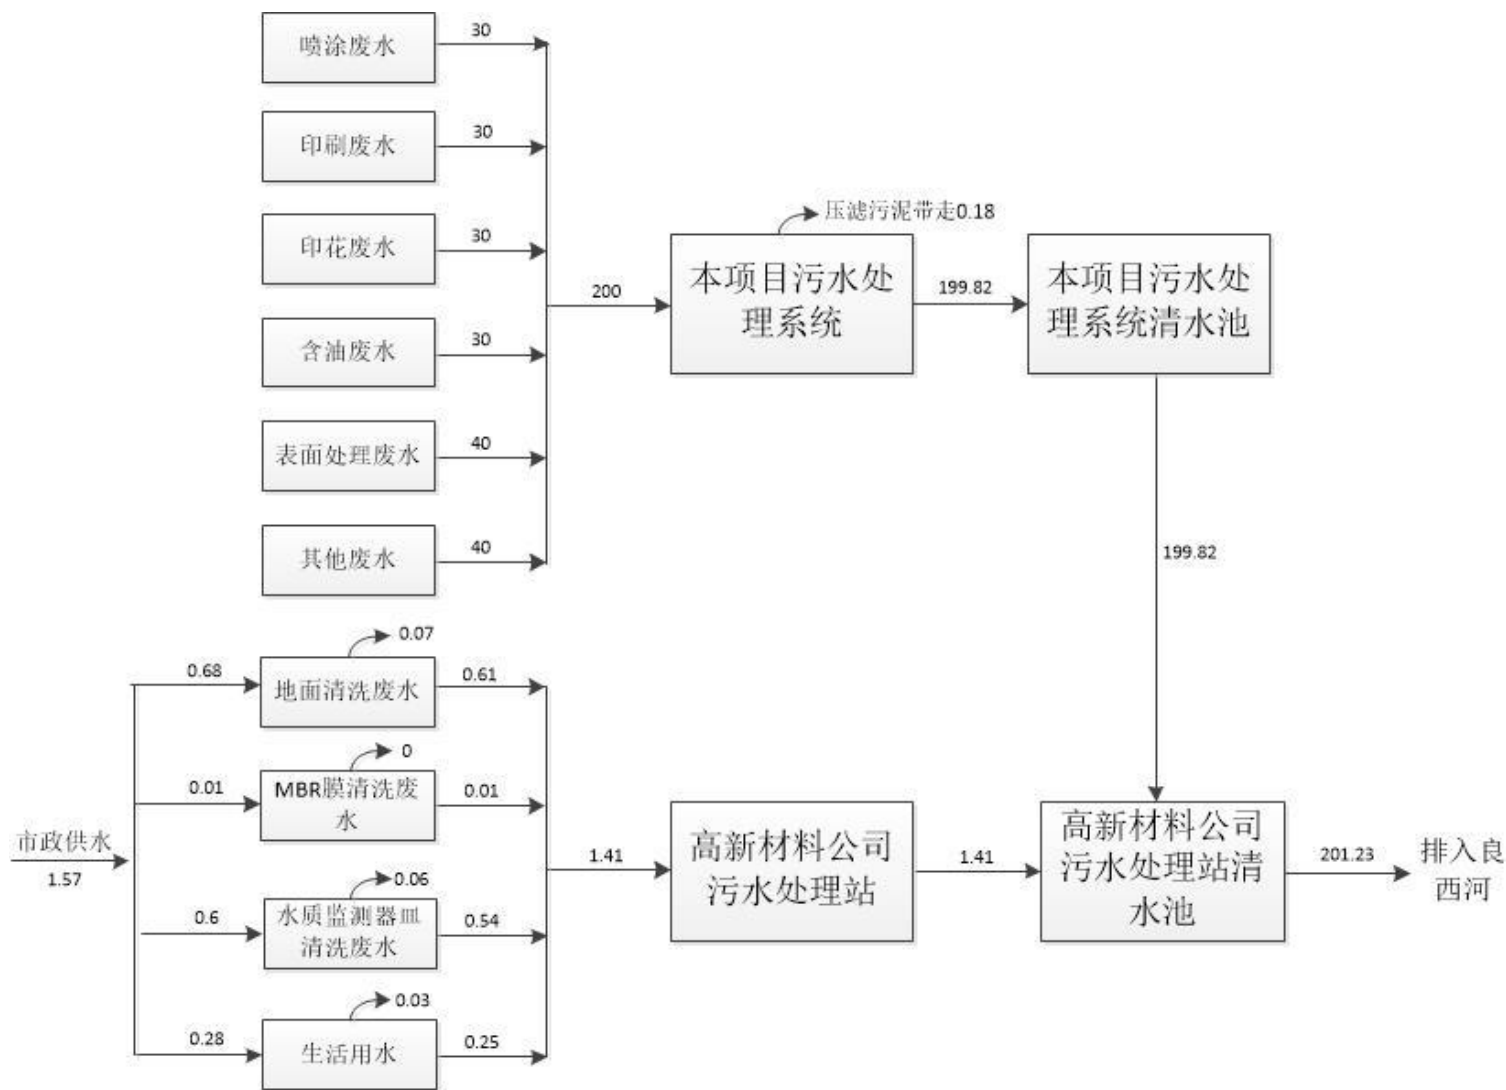 喷涂废水
30
印刷废水
30
印花废水
30
含油废水
30
表面处理废水
40
其他废水
40
200
压滤污泥带走0.18
本项目污水处
理系统
199.82
本项目污水处
理系统清水池
199.82
市政供水
1.57
0.68
0.07
地面清洗废水
0.61
0.01
0
MBR膜清洗废
水
0.01
0.6
0.06
水质监测器皿
清洗废水
0.54
0.28
0.03
生活用水
0.25
1.41
高新材料公司
污水处理站
1.41
高新材料公司
污水处理站清
水池
201.23
排入良
西河